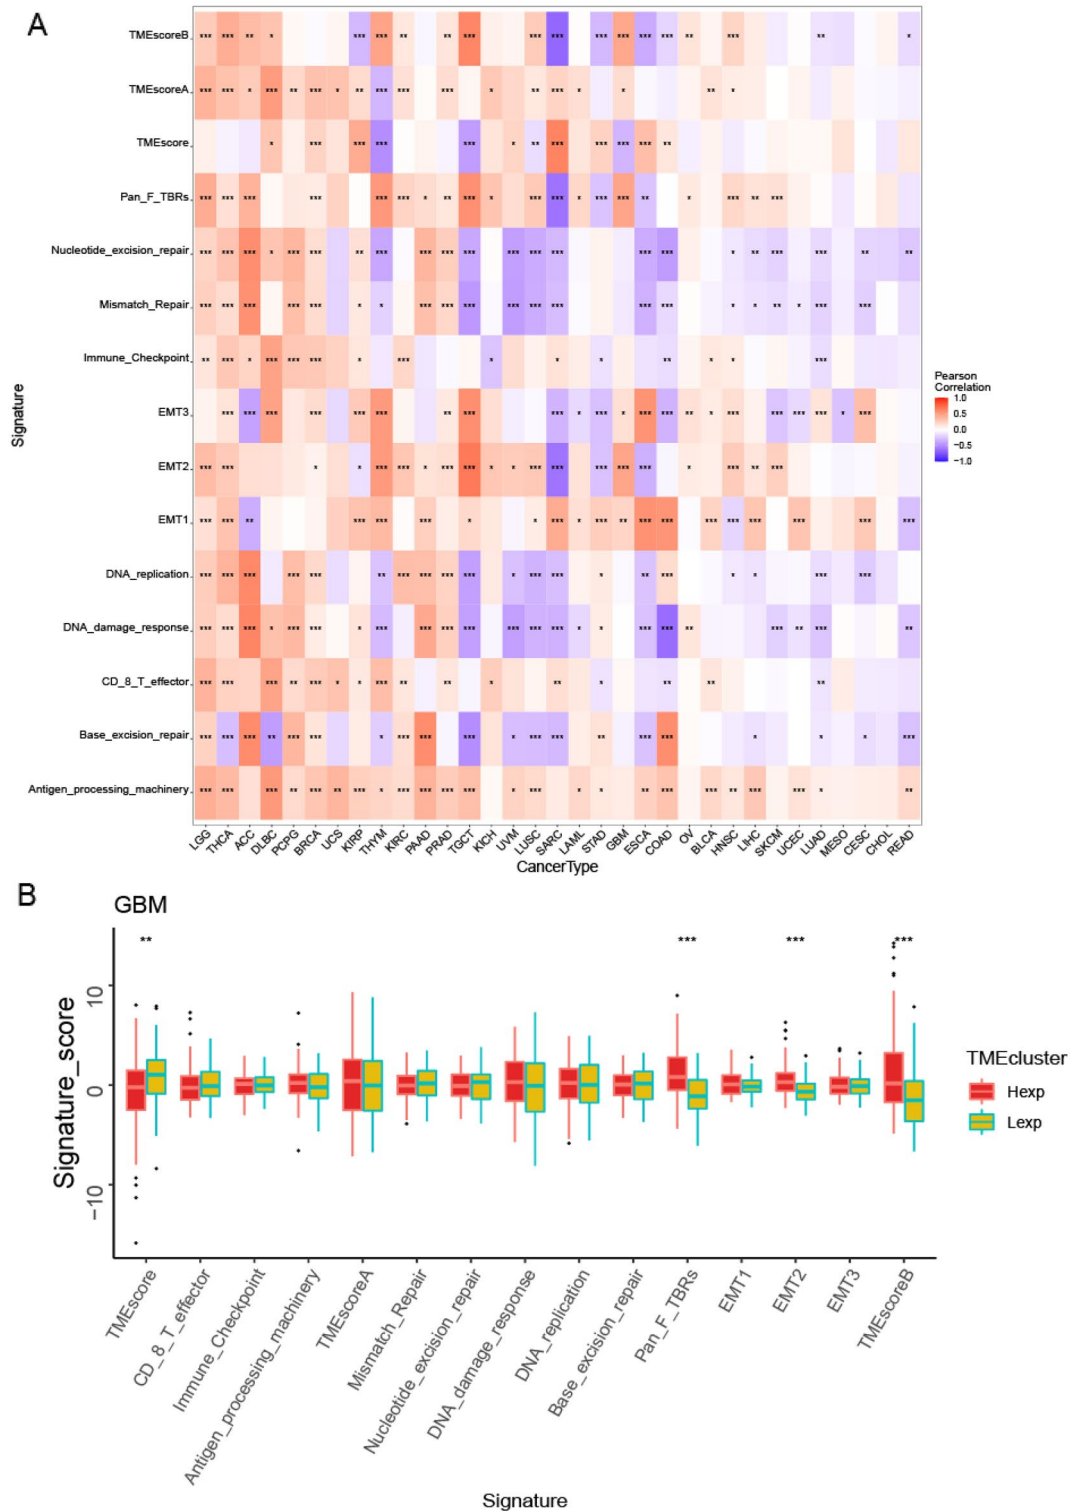 A
TMEscoreB
TMEscoreA
TMEscore
Pan_F_TBRs
Nucleotide_excision_repair
Mismatch_Repair
Immune_Checkpoint
EMT3
EMT2
EMT1
DNA_replication
DNA_damage_response
CD_8_T_effector
Base_excision_repair
Antigen_processing_machinery
Signature
LGG THCA ACC DLBC PCPG BRCA UCS KIRP THYM KIRC PAAD PRAD TGCT KICH UVM LUSC SARC LAML STAD GBM ESCA COAD OV BLCA HNSC LIHC SKCM UCEC LUAD MESO CESC CHOL READ
CancerType
Pearson
Correlation
1.0
0.5
0.0
−0.5
−1.0
B
GBM
** *** *** ***
Signature_score
10
0
−10
TMEscore CD_8_T_effector Immune_Checkpoint Antigen_processing_machinery TMEscoreA Mismatch_Repair Nucleotide_excision_repair DNA_damage_response DNA_replication Base_excision_repair Pan_F_TBRs EMT1 EMT2 EMT3 TMEscoreB
Signature
TMEcluster
Hexp
Lexp